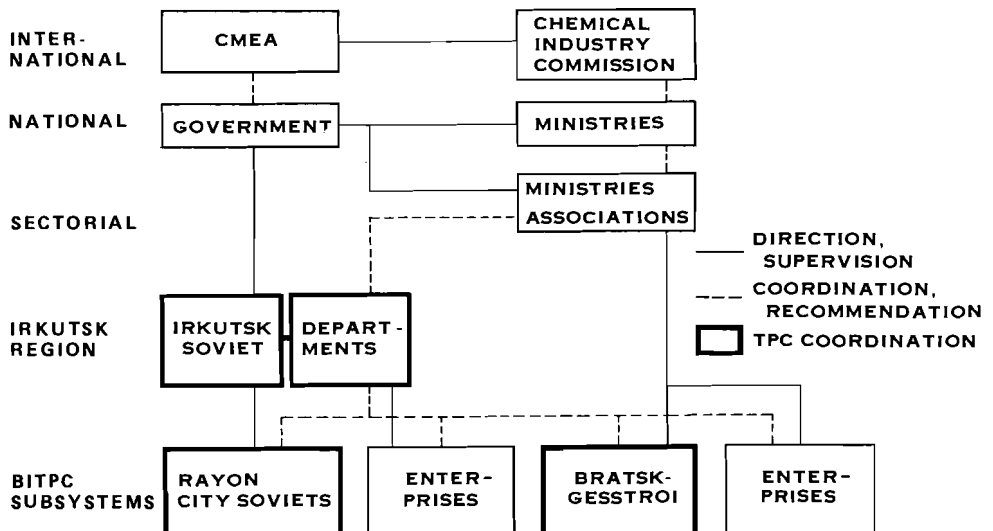 INTER-
NATIONAL
CMEA
CHEMICAL
INDUSTRY
COMMISSION
NATIONAL
GOVERNMENT
MINISTRIES
SECTORIAL
MINISTRIES
ASSOCIATIONS
DIRECTION,
SUPERVISION
COORDINATION,
RECOMMENDATION
TPC COORDINATION
IRKUTSK
REGION
IRKUTSK
SOVIET
DEPART-
MENTS
BITPC
SUBSYSTEMS
RAYON
CITY SOVIETS
ENTER-
PRISES
BRATSK-
GESSTROI
ENTER-
PRISES